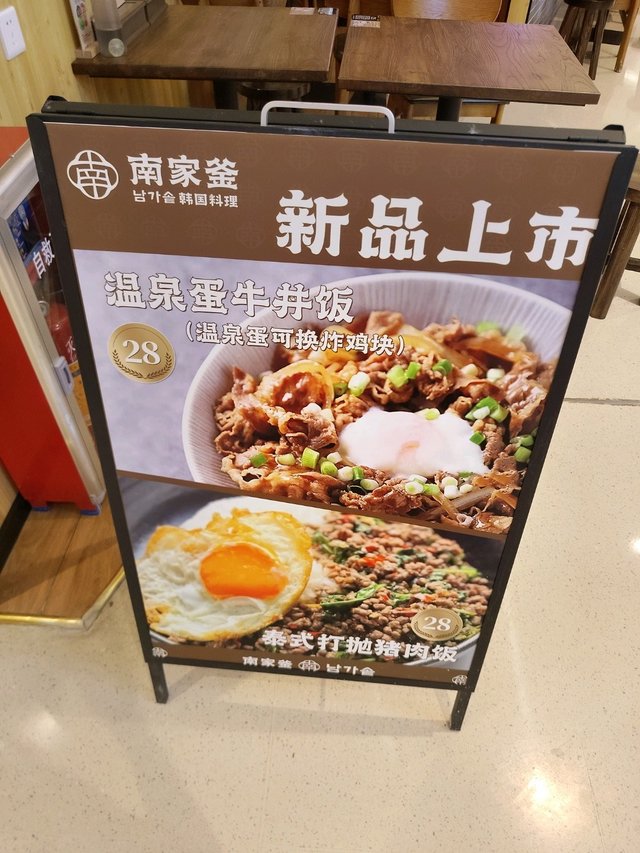 南家釜
남가솥 韩国料理
新品上市
温泉蛋牛丼饭
(温泉蛋可换炸鸡块)
28
28
泰式打抛猪肉饭
南家釜 남가솥
自救